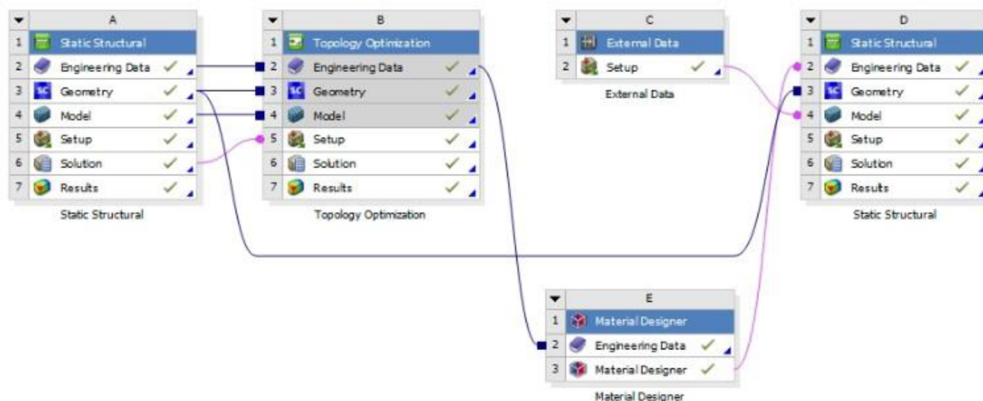 A
1 Static Structural
2 Engineering Data
3 Geometry
4 Model
5 Setup
6 Solution
7 Results
Static Structural
B
1 Topology Optimization
2 Engineering Data
3 Geometry
4 Model
5 Setup
6 Solution
7 Results
Topology Optimization
C
1 External Data
2 Setup
External Data
D
1 Static Structural
2 Engineering Data
3 Geometry
4 Model
5 Setup
6 Solution
7 Results
Static Structural
E
1 Material Designer
2 Engineering Data
3 Material Designer
Material Designer